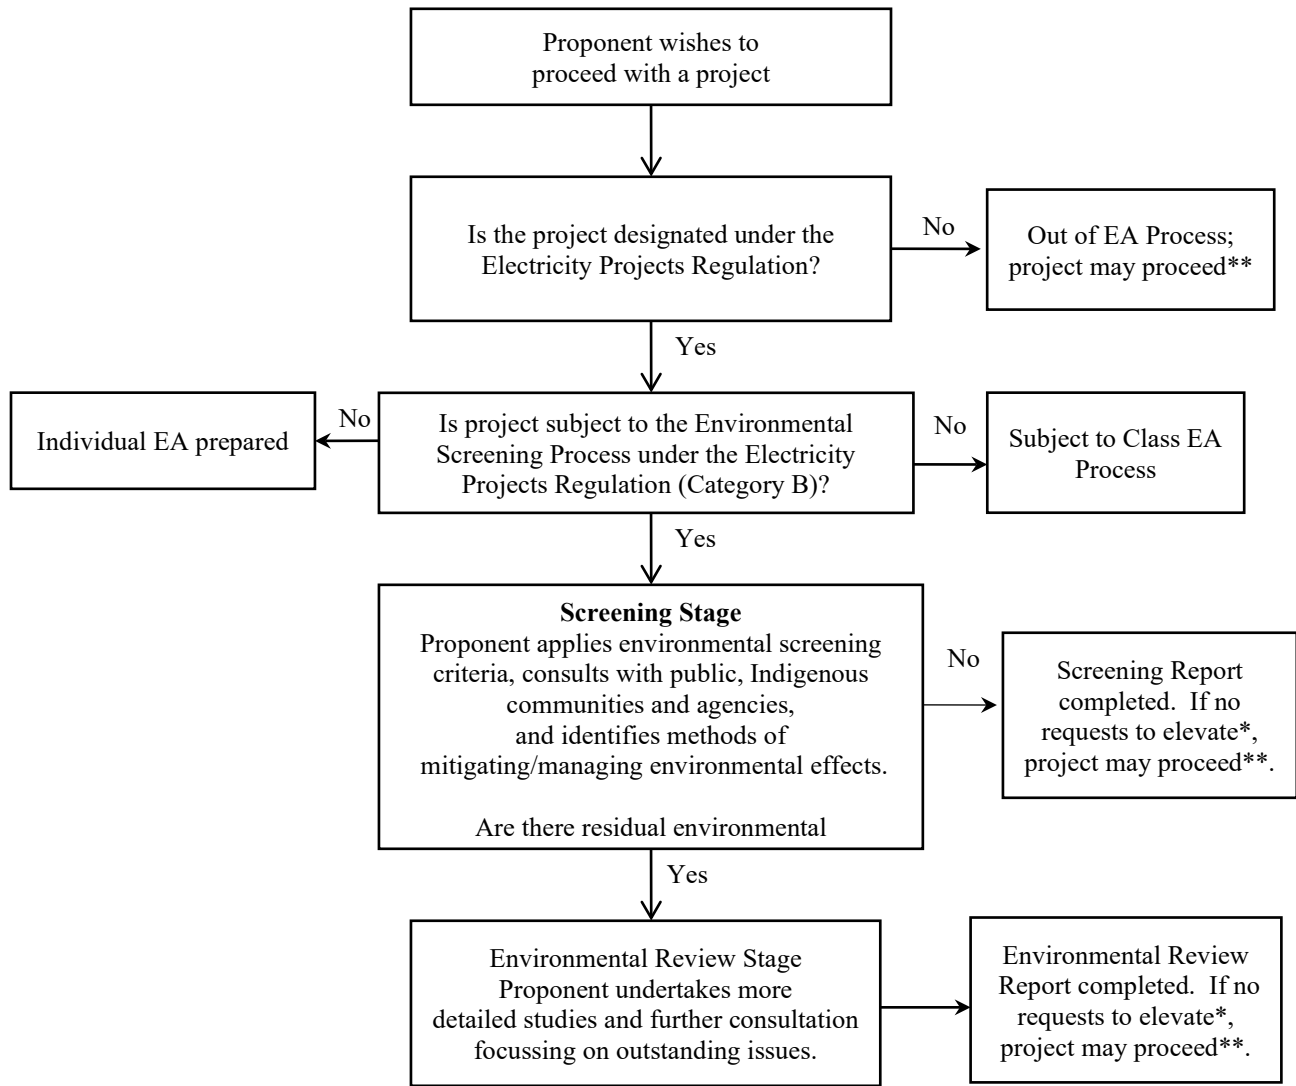 Proponent wishes to
proceed with a project
Is the project designated under the
Electricity Projects Regulation?
No
Out of EA Process;
project may proceed**
Yes
Individual EA prepared
No
Is project subject to the Environmental
Screening Process under the Electricity
Projects Regulation (Category B)?
No
Subject to Class EA
Process
Yes
Screening Stage
Proponent applies environmental screening
criteria, consults with public, Indigenous
communities and agencies,
and identifies methods of
mitigating/managing environmental effects.
Are there residual environmental
No
Screening Report
completed.  If no
requests to elevate*,
project may proceed**.
Yes
Environmental Review Stage
Proponent undertakes more
detailed studies and further consultation
focussing on outstanding issues.
Environmental Review
Report completed.  If no
requests to elevate*,
project may proceed**.